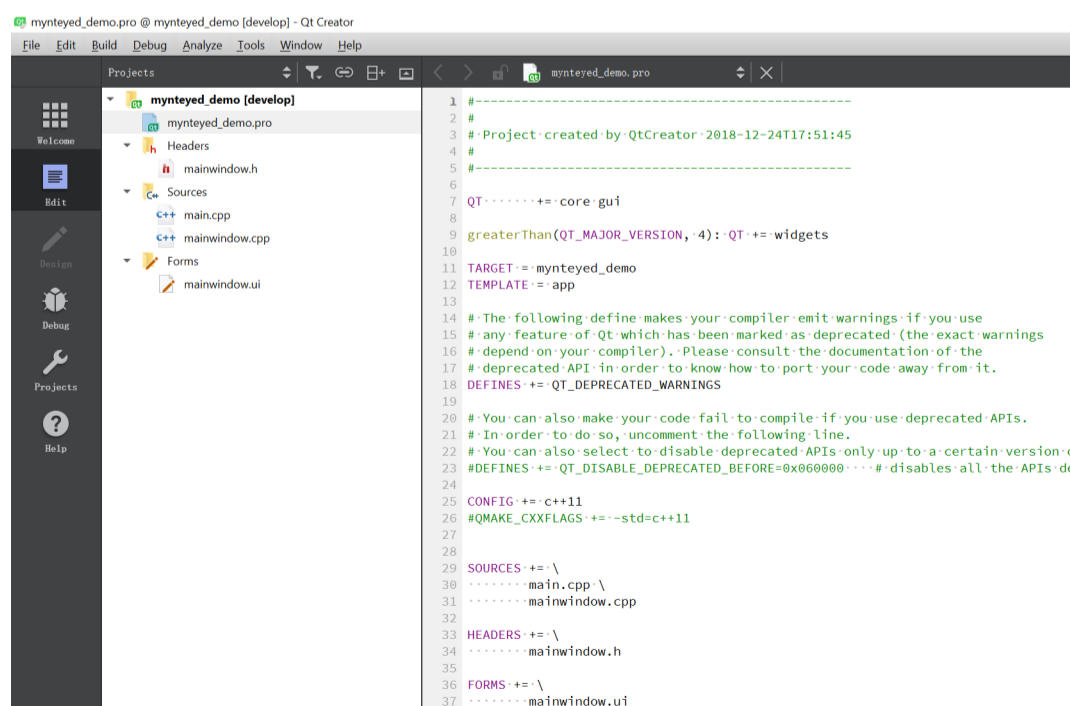 mynteyed_demo.pro @ mynteyed_demo [develop] - Qt Creator
File Edit Build Debug Analyze Tools Window Help
Projects
mynteyed_demo.pro
Welcome
Edit
Design
Debug
Projects
Help
mynteyed_demo [develop]
mynteyed_demo.pro
Headers
mainwindow.h
Sources
main.cpp
mainwindow.cpp
Forms
mainwindow.ui
1 #-------------------------------------------------
2 #
3 # Project created by QtCreator 2018-12-24T17:51:45
4 #
5 #-------------------------------------------------
6
7 QT       += core gui
8
9 greaterThan(QT_MAJOR_VERSION, 4): QT += widgets
10
11 TARGET = mynteyed_demo
12 TEMPLATE = app
13
14 # The following define makes your compiler emit warnings if you use
15 # any feature of Qt which has been marked as deprecated (the exact warnings
16 # depend on your compiler). Please consult the documentation of the
17 # deprecated API in order to know how to port your code away from it.
18 DEFINES += QT_DEPRECATED_WARNINGS
19
20 # You can also make your code fail to compile if you use deprecated APIs.
21 # In order to do so, uncomment the following line.
22 # You can also select to disable deprecated APIs only up to a certain version
23 #DEFINES += QT_DISABLE_DEPRECATED_BEFORE=0x060000    # disables all the APIs
24
25 CONFIG += c++11
26 #QMAKE_CXXFLAGS += -std=c++11
27
28
29 SOURCES += \
30         main.cpp \
31         mainwindow.cpp
32
33 HEADERS += \
34         mainwindow.h
35
36 FORMS += \
37         mainwindow.ui